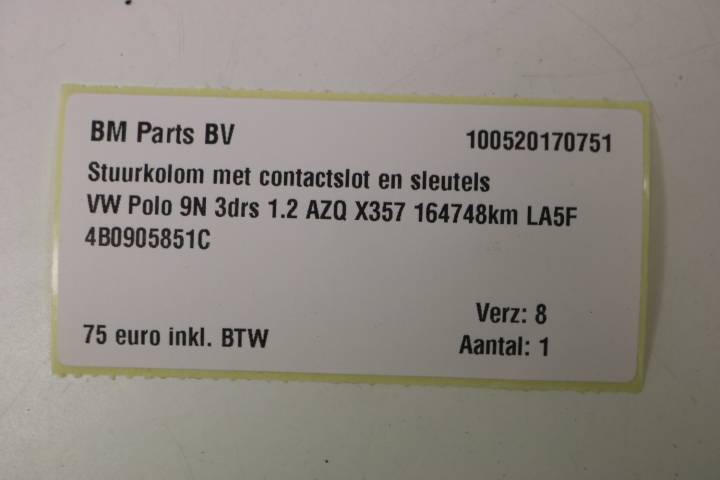 BM Parts BV 100520170751
Stuurkolom met contactslot en sleutels
VW Polo 9N 3drs 1.2 AZQ X357 164748km LA5F
4B0905851C
Verz: 8
75 euro inkl. BTW Aantal: 1